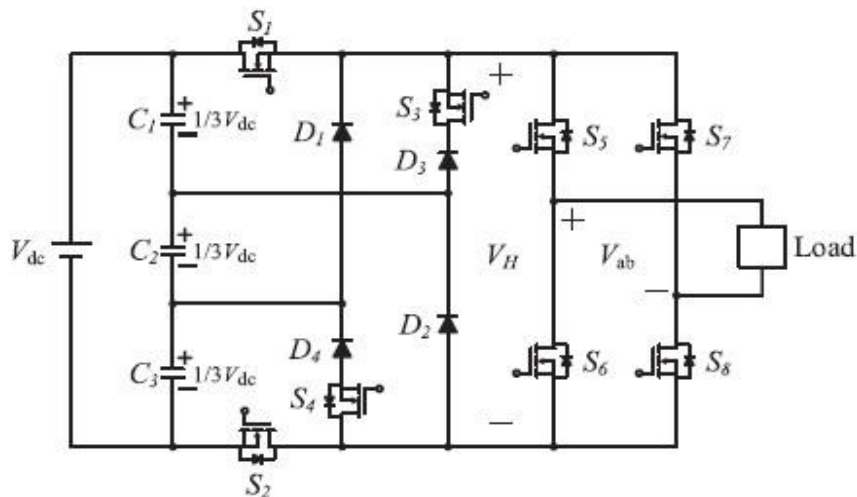 S1
+
C1
1/3Vdc
−
D1
S3
D3
+
S5
S7
Vdc
+
C2
1/3Vdc
−
VH
+
Vab
−
Load
+
C3
1/3Vdc
−
D4
S4
D2
−
S6
S8
S2